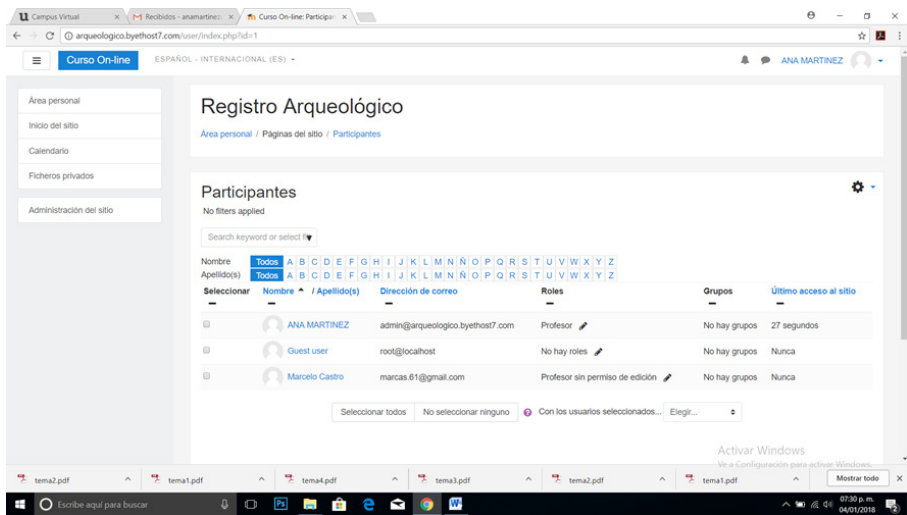 Campus Virtual × Recibidos - anamartinez × Curso On-line: Participan ×
arqueologico.byethost7.com/user/index.php?id=1
Curso On-line ESPAÑOL - INTERNACIONAL (ES) ANA MARTINEZ
Área personal
Inicio del sitio
Calendario
Ficheros privados
Administración del sitio
Registro Arqueológico
Área personal / Páginas del sitio / Participantes
Participantes
No filters applied
Search keyword or select
Nombre Todos A B C D E F G H I J K L M N Ñ O P Q R S T U V W X Y Z
Apellido(s) Todos A B C D E F G H I J K L M N Ñ O P Q R S T U V W X Y Z
Seleccionar Nombre / Apellido(s) Dirección de correo Roles Grupos Último acceso al sitio
ANA MARTINEZ admin@arqueologico.byethost7.com Profesor No hay grupos 27 segundos
Guest user root@localhost No hay roles No hay grupos Nunca
Marcelo Castro marcas.61@gmail.com Profesor sin permiso de edición No hay grupos Nunca
Seleccionar todos No seleccionar ninguno Con los usuarios seleccionados... Elegir...
Activar Windows
Ve a Configuración para activar Windows.
tema2.pdf tema1.pdf tema4.pdf tema3.pdf tema2.pdf tema1.pdf Mostrar todo ×
Escribe aquí para buscar
07:30 p. m.
04/01/2018